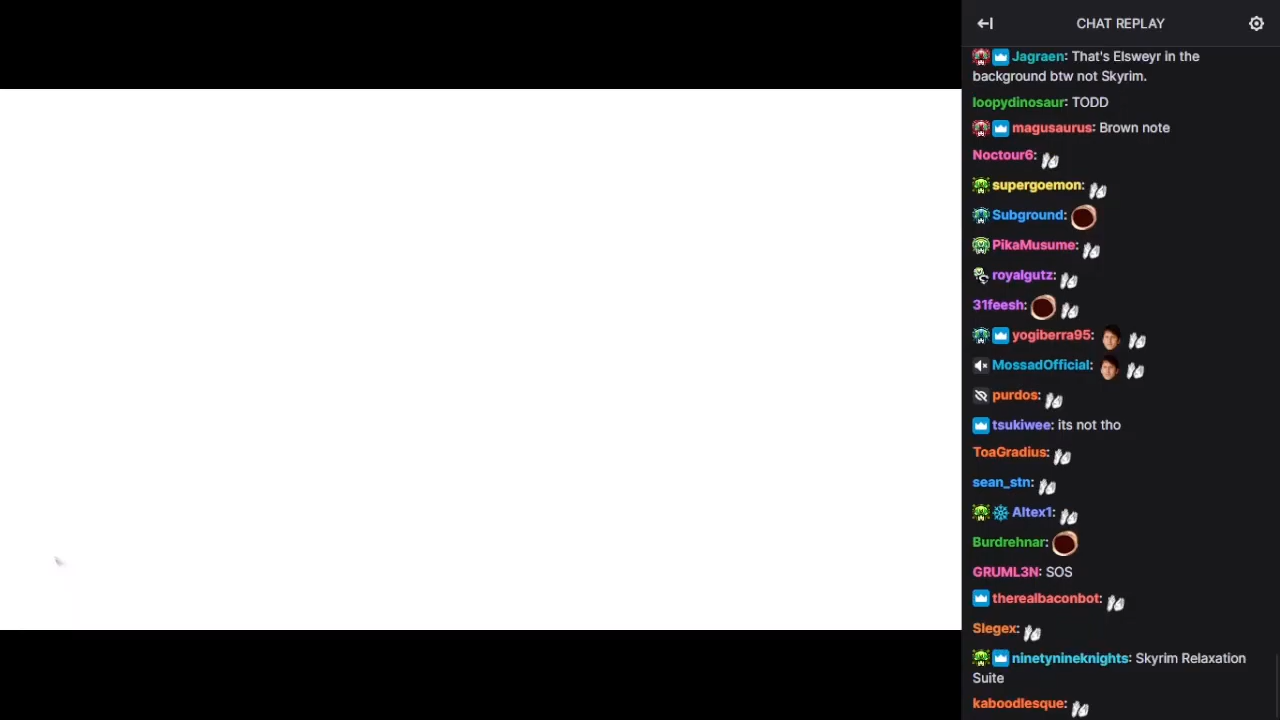 CHAT REPLAY
Jagraen: That's Elsweyr in the
background btw not Skyrim.
loopydinosaur: TODD
magusaurus: Brown note
Noctour6:
supergoemon:
Subground:
PikaMusume:
royalgutz:
31feesh:
yogiberra95:
MossadOfficial:
purdos:
tsukiwee: its not tho
ToaGradius:
sean_stn:
Altex1:
Burdrehnar:
GRUML3N: SOS
therealbaconbot:
Slegex:
ninetynineknights: Skyrim Relaxation
Suite
kaboodlesque: